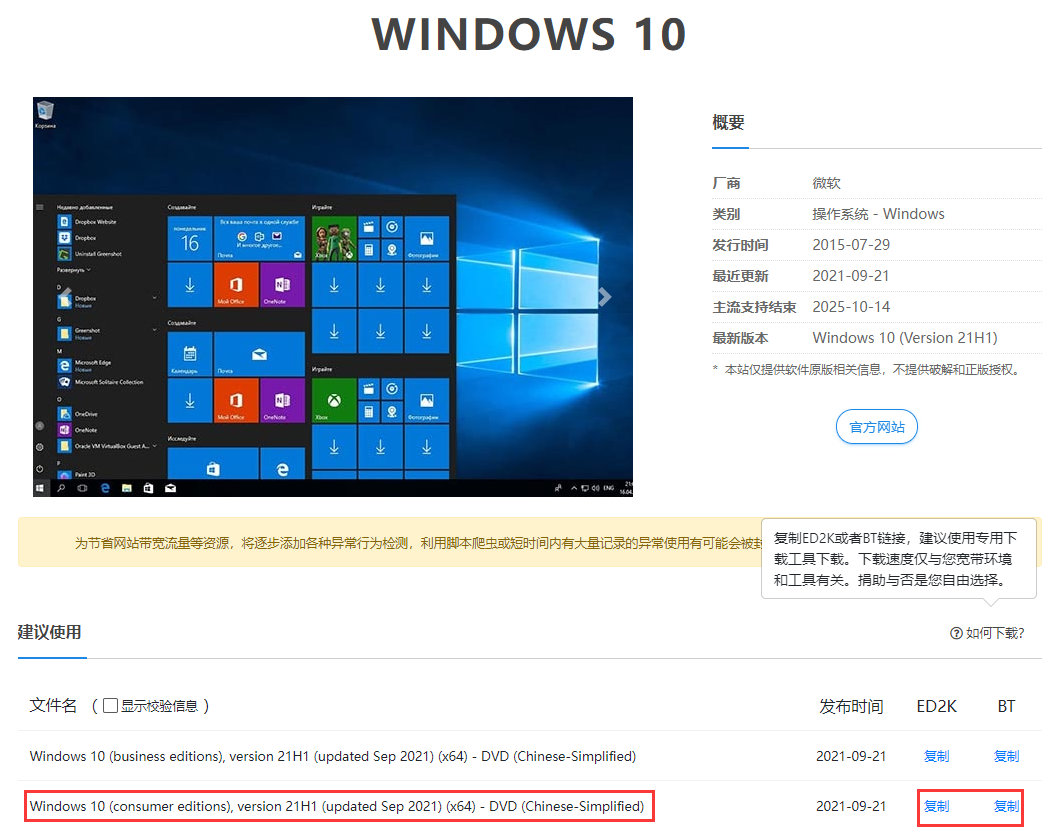 WINDOWS 10
Корзина
Недавно добавленные
Dropbox Website
Dropbox
Uninstall Greenshot
Развернуть
D
Dropbox
Новые
G
Greenshot
Новые
M
Microsoft Edge
Новые
Microsoft Solitaire Collection
O
OneDrive
OneNote
Oracle VM VirtualBox Guest A...
P
Paint 3D
Создавайте
понедельник
16
Вся ваша почта в одной службе
И многое другое...
Почта
Мой Office
OneNote
Создавайте
Календарь
Почта
Мой Office
OneNote
Исследуйте
Играйте
Xbox
Фотографии
Играйте
Xbox
Фотографии
ENG
概要
厂商 微软
类别 操作系统 - Windows
发行时间 2015-07-29
最近更新 2021-09-21
主流支持结束 2025-10-14
最新版本 Windows 10 (Version 21H1)
* 本站仅提供软件原版相关信息，不提供破解和正版授权。
官方网站
为节省网站带宽流量等资源，将逐步添加各种异常行为检测，利用脚本爬虫或短时间内有大量记录的异常使用有可能会被封
复制ED2K或者BT链接，建议使用专用下
载工具下载。下载速度仅与您宽带环境
和工具有关。捐助与否是您自由选择。
建议使用 如何下载?
文件名 ( 显示校验信息 ) 发布时间 ED2K BT
Windows 10 (business editions), version 21H1 (updated Sep 2021) (x64) - DVD (Chinese-Simplified) 2021-09-21 复制 复制
Windows 10 (consumer editions), version 21H1 (updated Sep 2021) (x64) - DVD (Chinese-Simplified) 2021-09-21 复制 复制